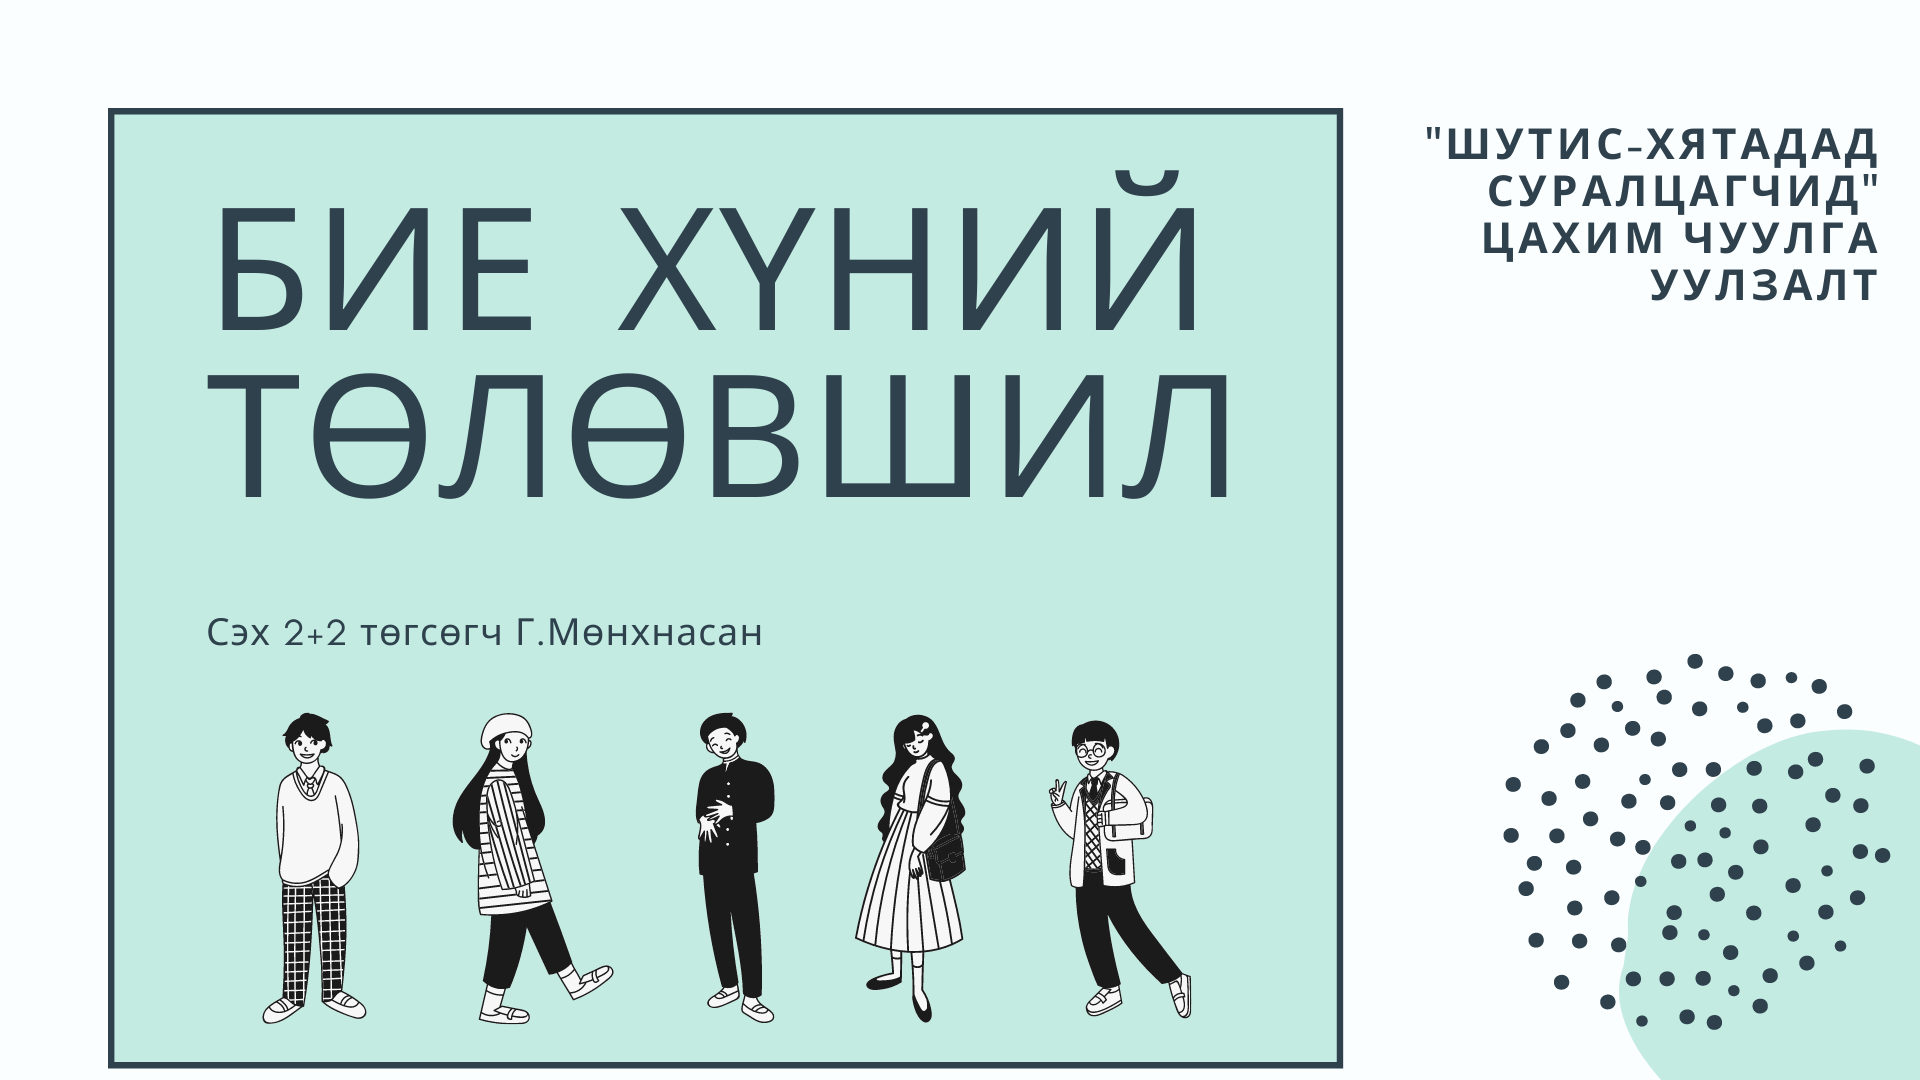 БИЕ ХҮНИЙ
ТӨЛӨВШИЛ
Сэх 2+2 төгсөгч Г.Мөнхнасан
"ШУТИС-ХЯТАДАД
СУРАЛЦАГЧИД"
ЦАХИМ ЧУУЛГА
УУЛЗАЛТ